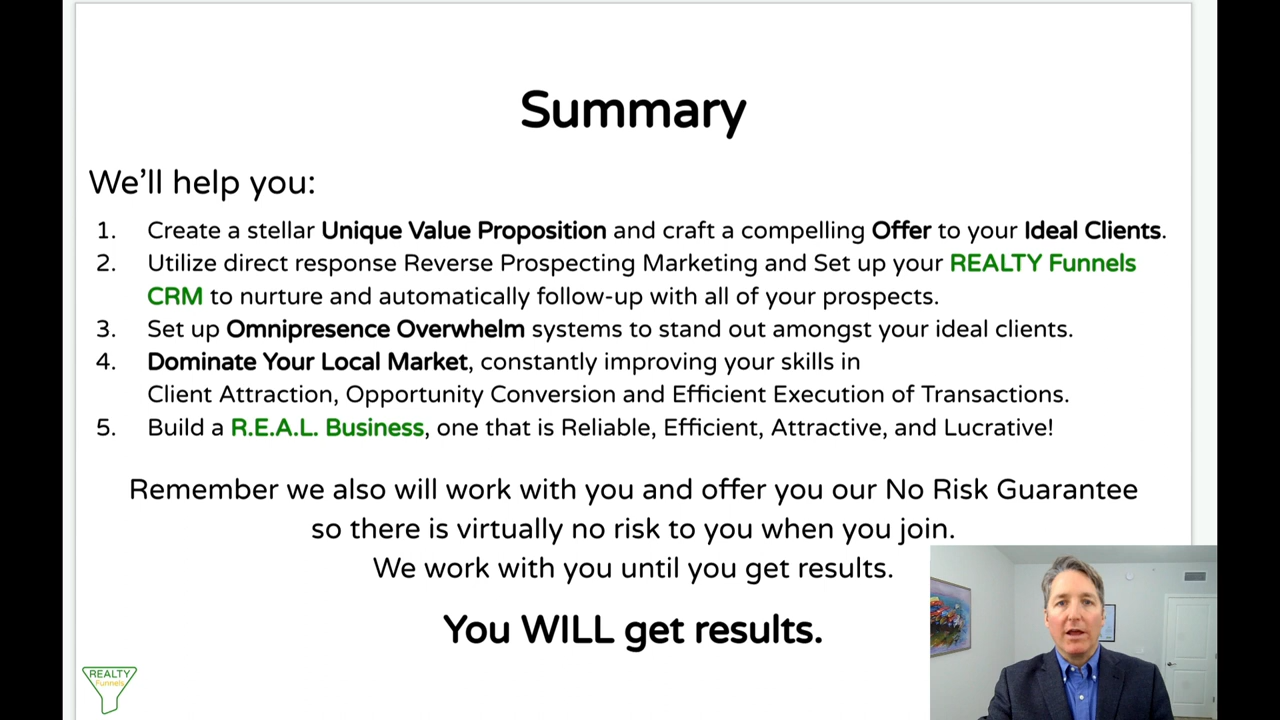 Summary
We'll help you:
1. Create a stellar Unique Value Proposition and craft a compelling Offer to your Ideal Clients.
2. Utilize direct response Reverse Prospecting Marketing and Set up your REALTY Funnels
CRM to nurture and automatically follow-up with all of your prospects.
3. Set up Omnipresence Overwhelm systems to stand out amongst your ideal clients.
4. Dominate Your Local Market, constantly improving your skills in
Client Attraction, Opportunity Conversion and Efficient Execution of Transactions.
5. Build a R.E.A.L. Business, one that is Reliable, Efficient, Attractive, and Lucrative!
Remember we also will work with you and offer you our No Risk Guarantee
so there is virtually no risk to you when you join.
We work with you until you get results.
You WILL get results.
REALTY
Funnels